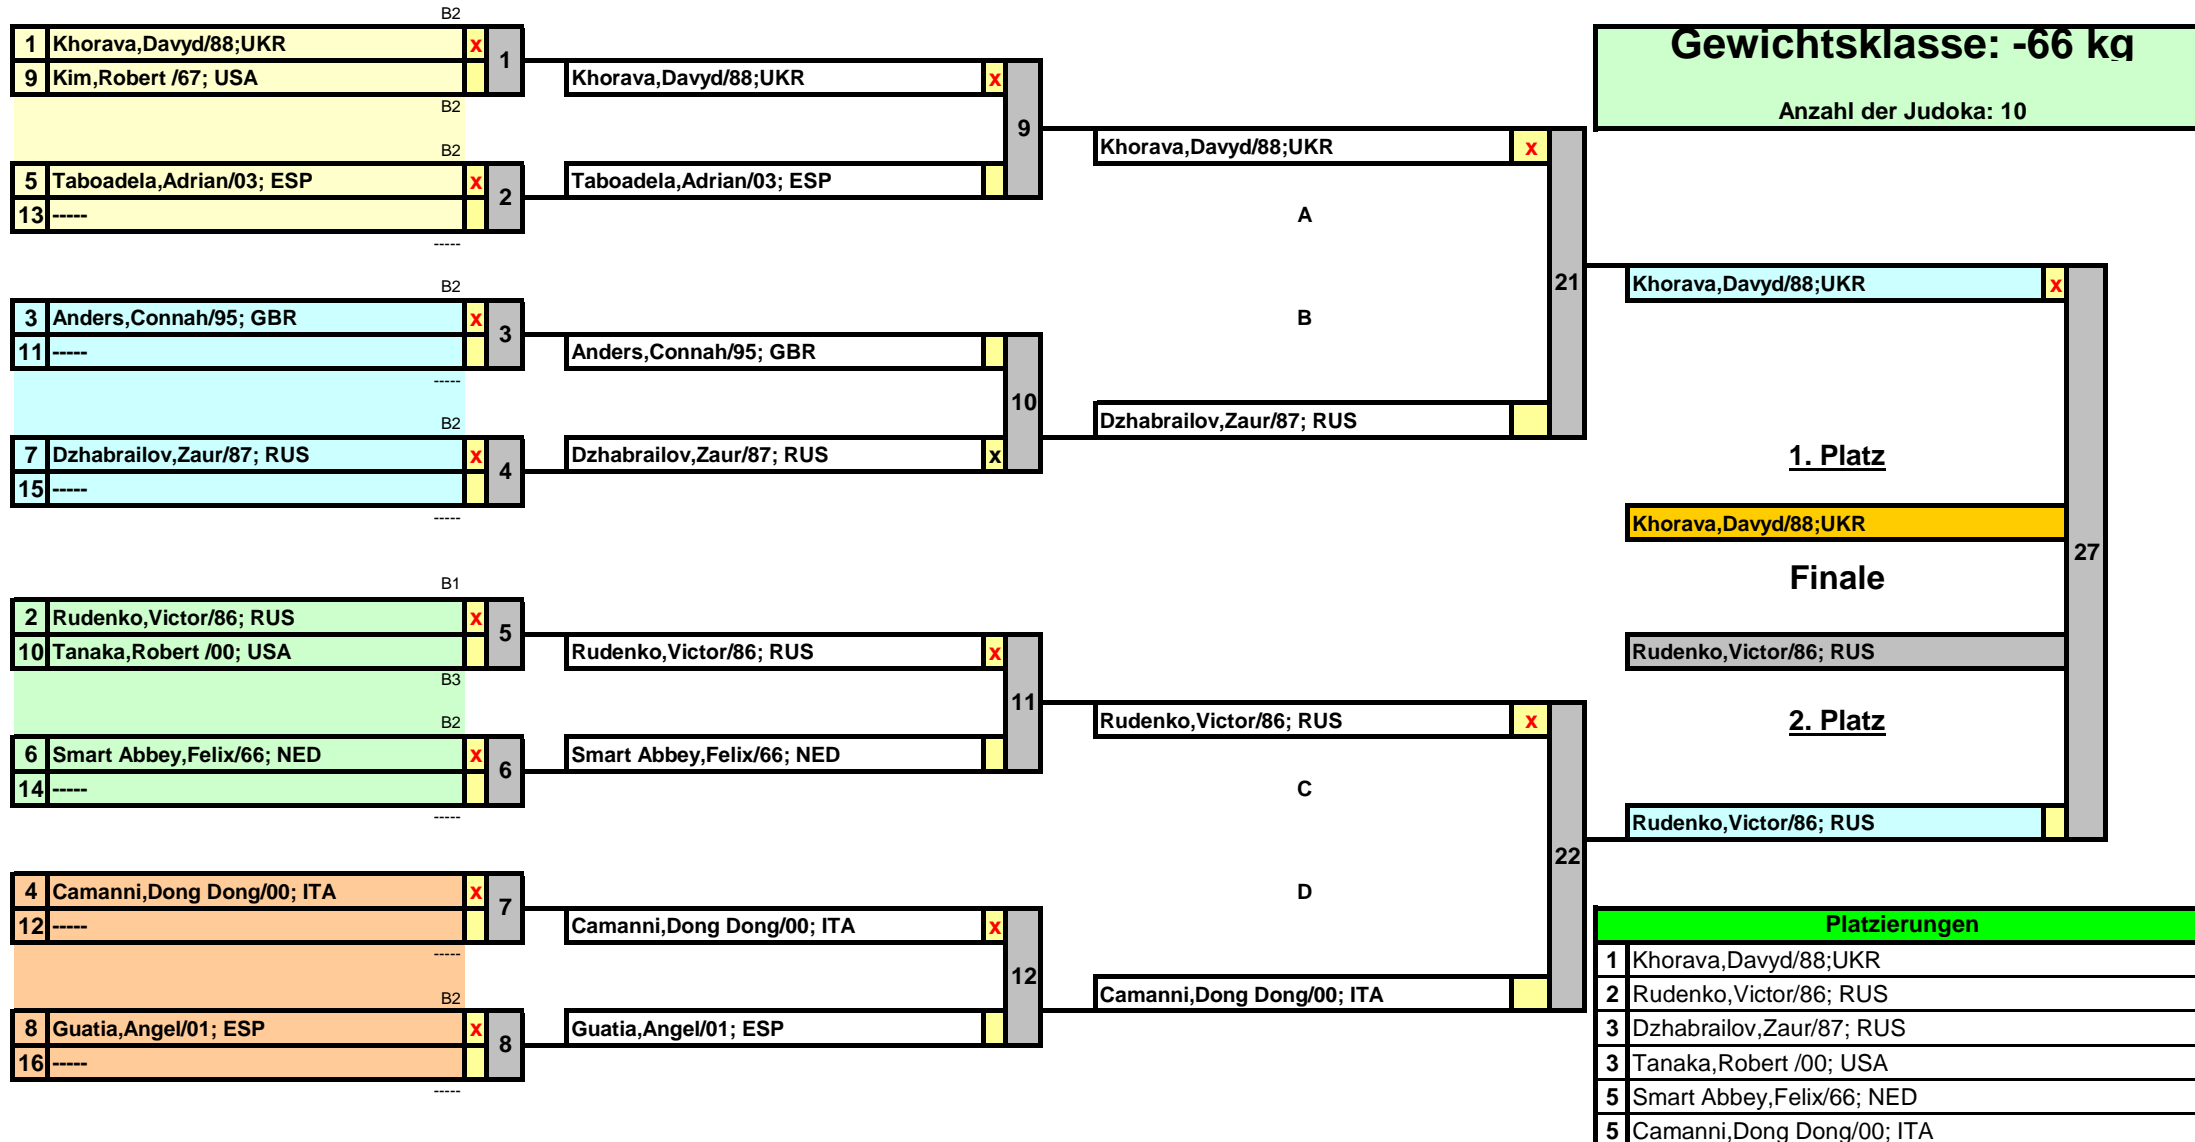 B2
1 Khorava,Davyd/88;UKR x 1
9 Kim,Robert /67; USA
B2
B2
5 Taboadela,Adrian/03; ESP x 2
13 -----
-----
B2
3 Anders,Connah/95; GBR x 3
11 -----
-----
B2
7 Dzhabrailov,Zaur/87; RUS x 4
15 -----
-----
B1
2 Rudenko,Victor/86; RUS x 5
10 Tanaka,Robert /00; USA
B3
B2
6 Smart Abbey,Felix/66; NED x 6
14 -----
-----
4 Camanni,Dong Dong/00; ITA x 7
12 -----
-----
B2
8 Guatia,Angel/01; ESP x 8
16 -----
-----
Khorava,Davyd/88;UKR x
9
Taboadela,Adrian/03; ESP
Anders,Connah/95; GBR
10
Dzhabrailov,Zaur/87; RUS x
Rudenko,Victor/86; RUS x
11
Smart Abbey,Felix/66; NED
Camanni,Dong Dong/00; ITA x
12
Guatia,Angel/01; ESP
Khorava,Davyd/88;UKR x
A
21
B
Dzhabrailov,Zaur/87; RUS
Rudenko,Victor/86; RUS x
C
22
D
Camanni,Dong Dong/00; ITA
Gewichtsklasse: -66 kg
Anzahl der Judoka: 10
Khorava,Davyd/88;UKR x
1. Platz
Khorava,Davyd/88;UKR
27
Finale
Rudenko,Victor/86; RUS
2. Platz
Rudenko,Victor/86; RUS
Platzierungen
1 Khorava,Davyd/88;UKR
2 Rudenko,Victor/86; RUS
3 Dzhabrailov,Zaur/87; RUS
3 Tanaka,Robert /00; USA
5 Smart Abbey,Felix/66; NED
5 Camanni,Dong Dong/00; ITA